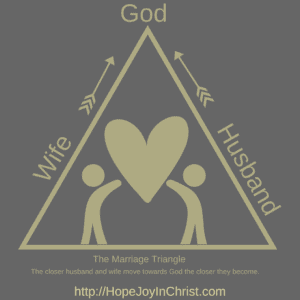 God
Wife
Husband
The Marriage Triangle
The closer husband and wife move towards God the closer they become.
http://HopeJoyInChrist.com